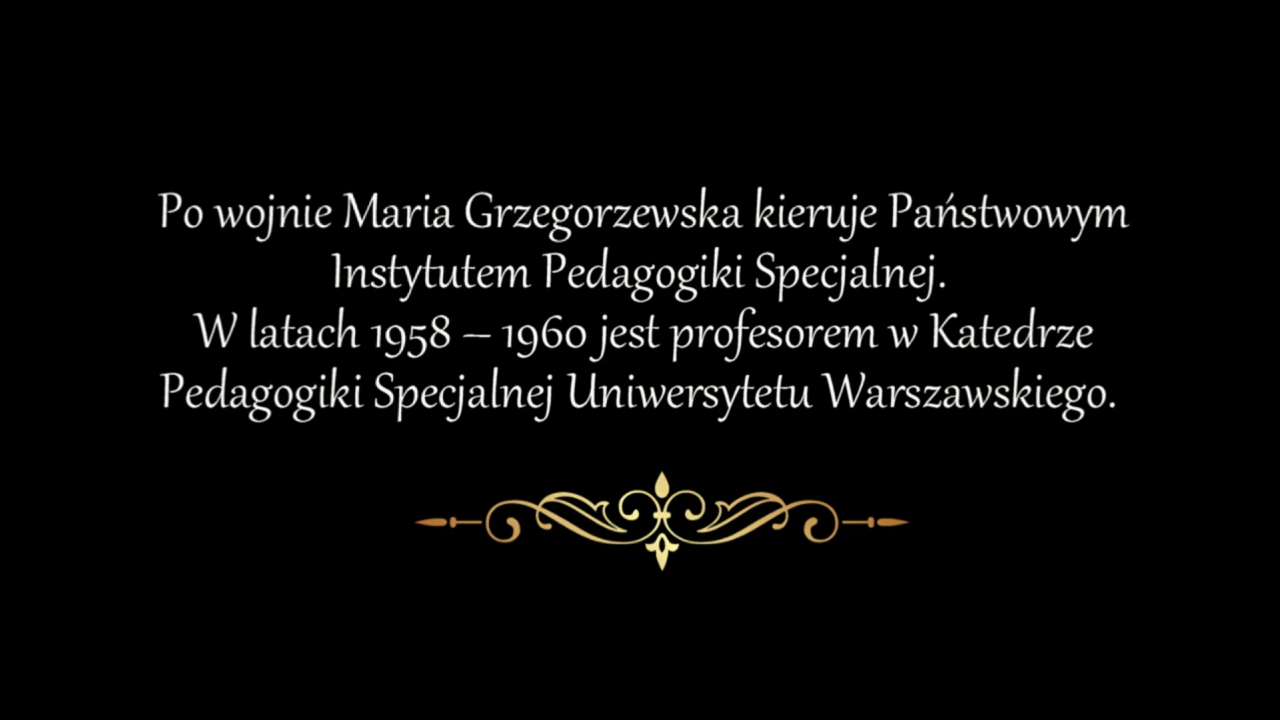 Po wojnie Maria Grzegorzewska kieruje Państwowym
Instytutem Pedagogiki Specjalnej.
W latach 1958 – 1960 jest profesorem w Katedrze
Pedagogiki Specjalnej Uniwersytetu Warszawskiego.